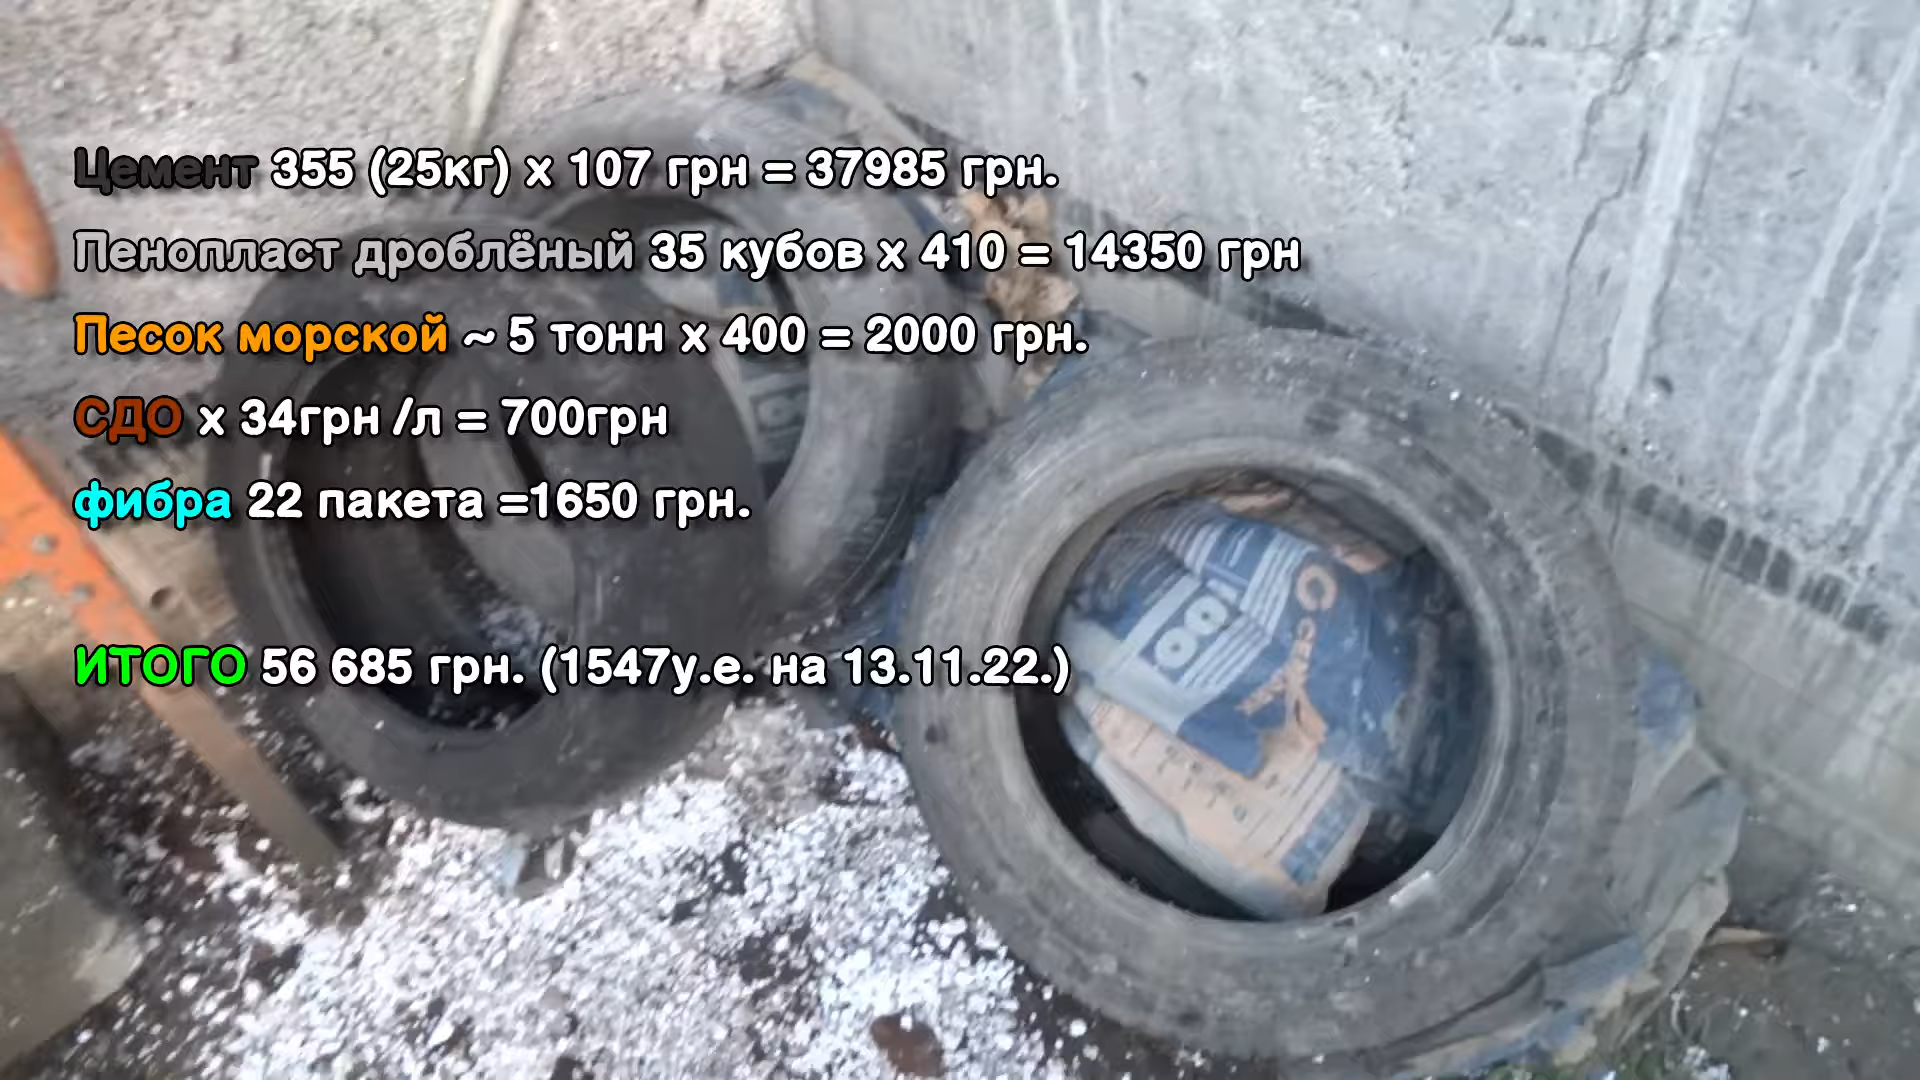 Цемент 355 (25кг) x 107 грн = 37985 грн.
Пенопласт дроблёный 35 кубов x 410 = 14350 грн
Песок морской ~ 5 тонн x 400 = 2000 грн.
СДО x 34грн /л = 700грн
фибра 22 пакета =1650 грн.
ИТОГО 56 685 грн. (1547у.е. на 13.11.22.)